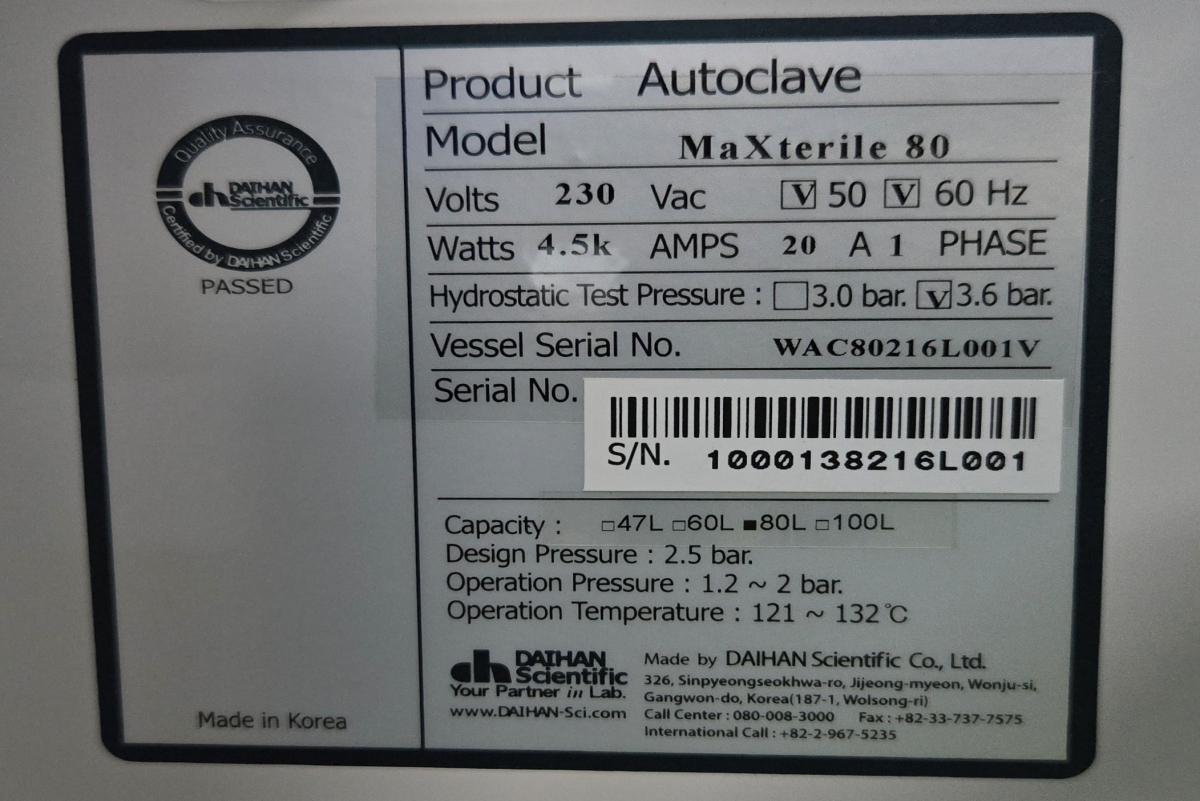 Quality Assurance
DAIHAN
Scientific
Certified by DAIHAN Scientific
PASSED
Made in Korea
Product Autoclave
Model MaXterile 80
Volts 230 Vac V 50 V 60 Hz
Watts 4.5k AMPS 20 A 1 PHASE
Hydrostatic Test Pressure : □3.0 bar. V 3.6 bar.
Vessel Serial No. WAC80216L001V
Serial No.
S/N. 1000138216L001
Capacity : □47L □60L ■80L □100L
Design Pressure : 2.5 bar.
Operation Pressure : 1.2 ~ 2 bar.
Operation Temperature : 121 ~ 132℃
dh DAIHAN
Scientific
Your Partner in Lab.
www.DAIHAN-Sci.com
Made by DAIHAN Scientific Co., Ltd.
326, Sinpyeongseokhwa-ro, Jijeong-myeon, Wonju-si,
Gangwon-do, Korea(187-1, Wolsong-ri)
Call Center : 080-008-3000 Fax : +82-33-737-7575
International Call : +82-2-967-5235